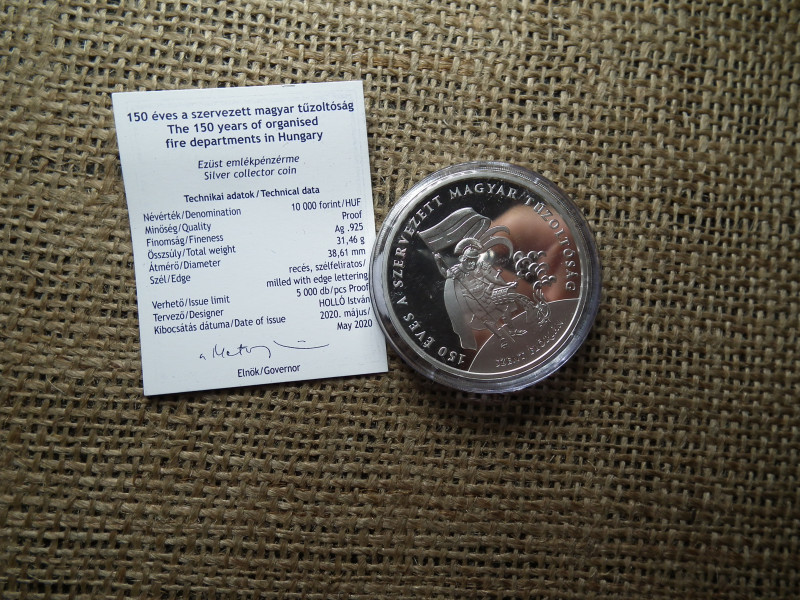 150 éves a szervezett magyar tűzoltóság
The 150 years of organised
fire departments in Hungary
Ezüst emlékpénzérme
Silver collector coin
Technikai adatok/Technical data
Névérték/Denomination 10 000 forint/HUF
Minőség/Quality Proof
Finomság/Fineness Ag .925
Összsúly/Total weight 31,46 g
Átmérő/Diameter 38,61 mm
Szél/Edge recés, szélfeliratos/
milled with edge lettering
Verhető/Issue limit 5 000 db/pcs Proof
Tervező/Designer HOLLÓ István
Kibocsátás dátuma/Date of issue 2020. május/
May 2020
Elnök/Governor
150 ÉVES A SZERVEZETT MAGYAR TŰZOLTÓSÁG
SZENT FLÓRIÁN